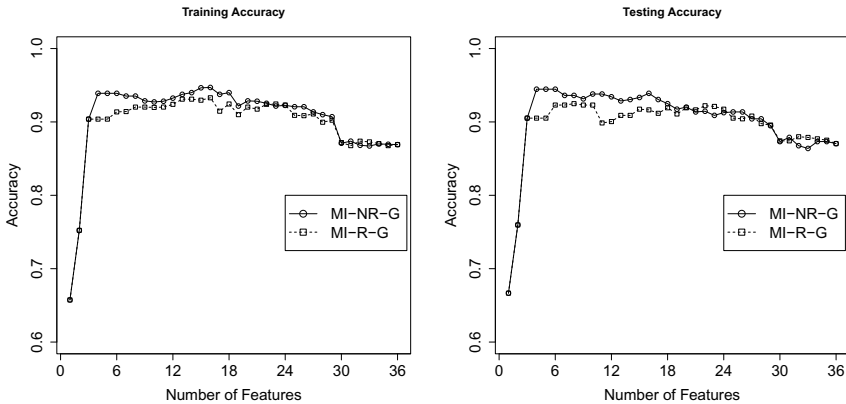 Training Accuracy
1.0
0.9
0.8
0.7
0.6
Accuracy
MI−NR−G
MI−R−G
0 6 12 18 24 30 36
Number of Features
Testing Accuracy
1.0
0.9
0.8
0.7
0.6
Accuracy
MI−NR−G
MI−R−G
0 6 12 18 24 30 36
Number of Features